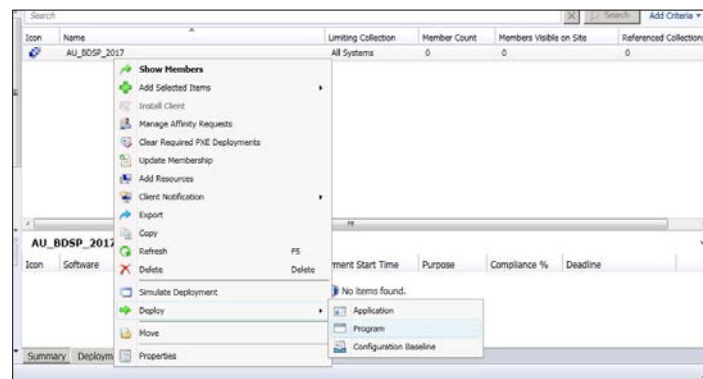 Search
Search
Add Criteria
Icon Name Limiting Collection Member Count Members Visible on Site Referenced Collections
AU_BDSP_2017 All Systems 0 0 0
Show Members
Add Selected Items
Install Client
Manage Affinity Requests
Clear Required PXE Deployments
Update Membership
Add Resources
Client Notification
Export
Copy
Refresh F5
Delete Delete
Simulate Deployment
Deploy
Move
Properties
AU_BDSP_2017
Icon Software ment Start Time Purpose Compliance % Deadline
No items found.
Application
Program
Configuration Baseline
Summary Deploym